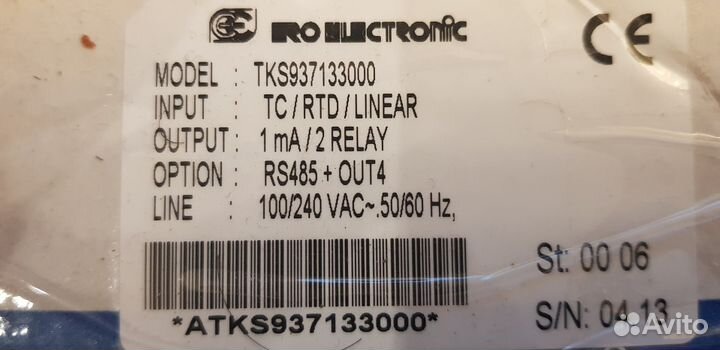 ERO ELECTRONIC
CE
MODEL : TKS937133000
INPUT : TC / RTD / LINEAR
OUTPUT : 1 mA / 2 RELAY
OPTION : RS485 + OUT4
LINE : 100/240 VAC~.50/60 Hz,
*ATKS937133000*
St: 00 06
S/N: 04 13
Avito